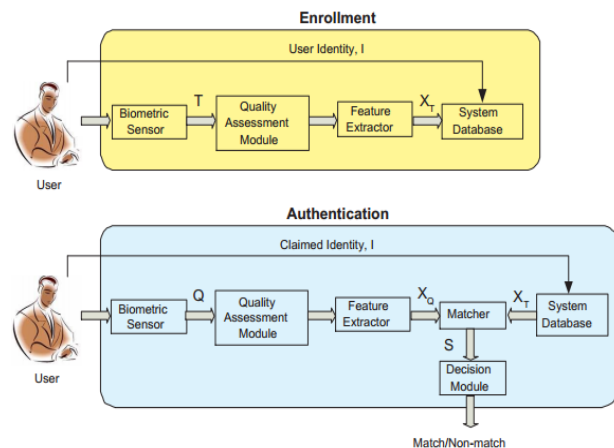 Enrollment
User Identity, I
Biometric
Sensor
T
Quality
Assessment
Module
Feature
Extractor
X_T
System
Database
User
Authentication
Claimed Identity, I
Biometric
Sensor
Q
Quality
Assessment
Module
Feature
Extractor
X_Q
Matcher
X_T
System
Database
S
Decision
Module
User
Match/Non-match